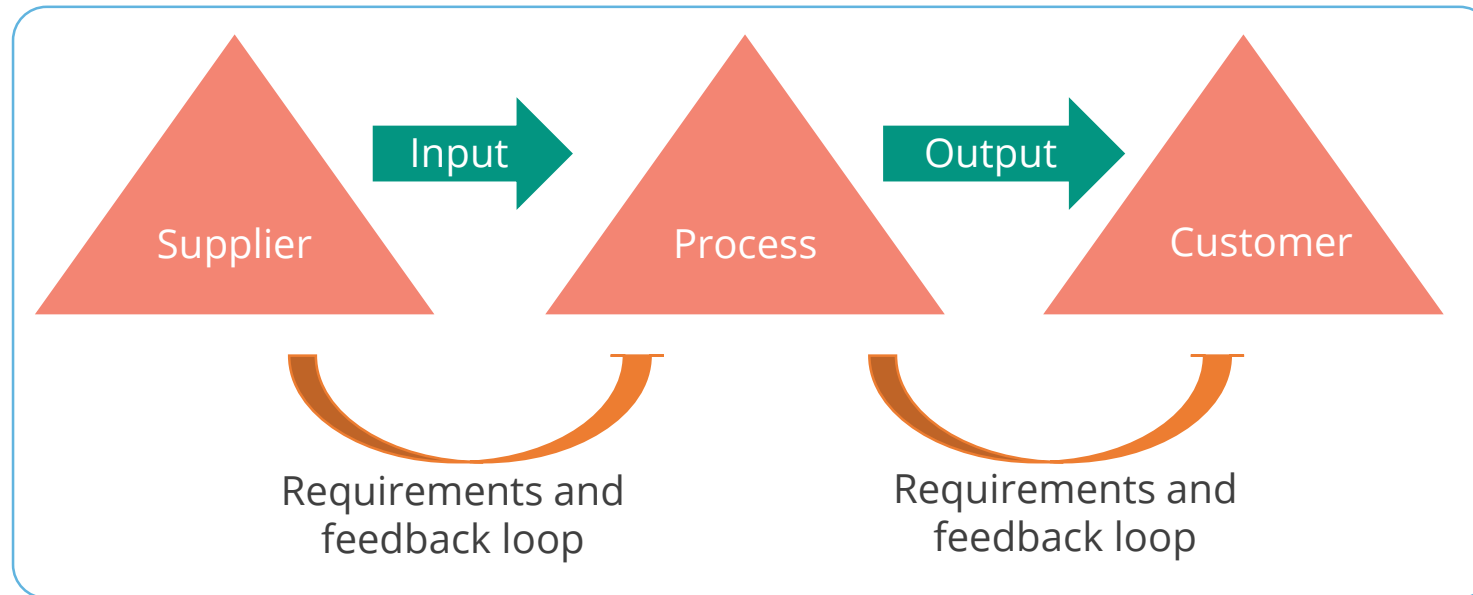 Input
Output
Supplier
Process
Customer
Requirements and
feedback loop
Requirements and
feedback loop